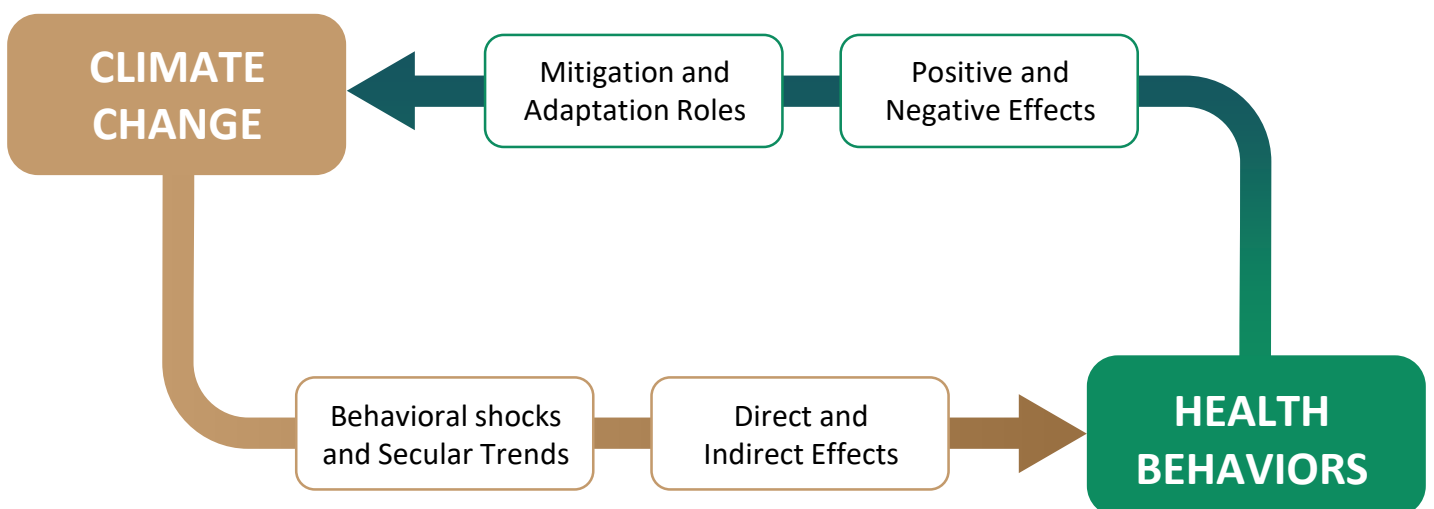 CLIMATE
CHANGE
Mitigation and
Adaptation Roles
Positive and
Negative Effects
Behavioral shocks
and Secular Trends
Direct and
Indirect Effects
HEALTH
BEHAVIORS